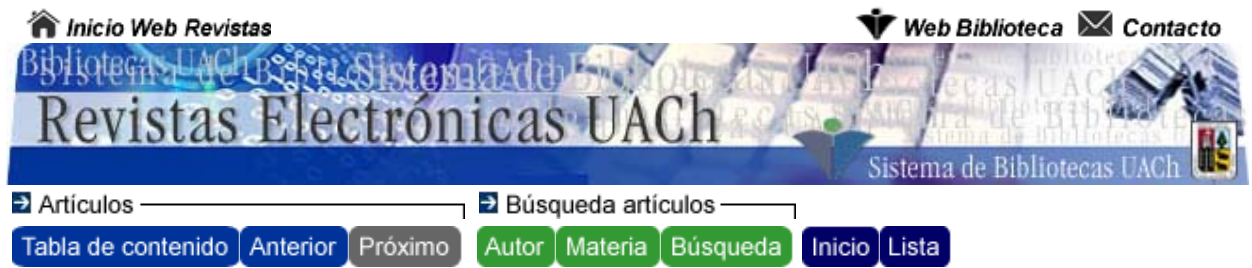 Inicio Web Revistas Web Biblioteca Contacto
Revistas Electrónicas UACh
Sistema de Bibliotecas UACh
Artículos Búsqueda artículos
Tabla de contenido Anterior Próximo Autor Materia Búsqueda Inicio Lista